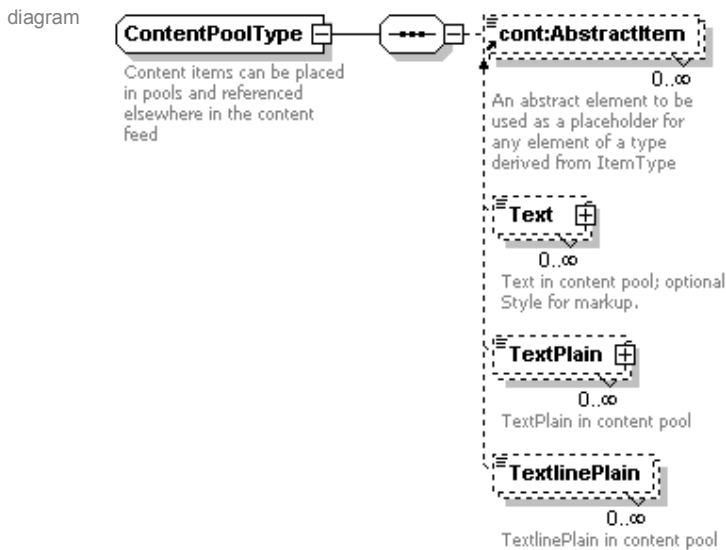 diagram
ContentPoolType
Content items can be placed
in pools and referenced
elsewhere in the content
feed
cont:AbstractItem
0..∞
An abstract element to be
used as a placeholder for
any element of a type
derived from ItemType
Text
0..∞
Text in content pool; optional
Style for markup.
TextPlain
0..∞
TextPlain in content pool
TextlinePlain
0..∞
TextlinePlain in content pool